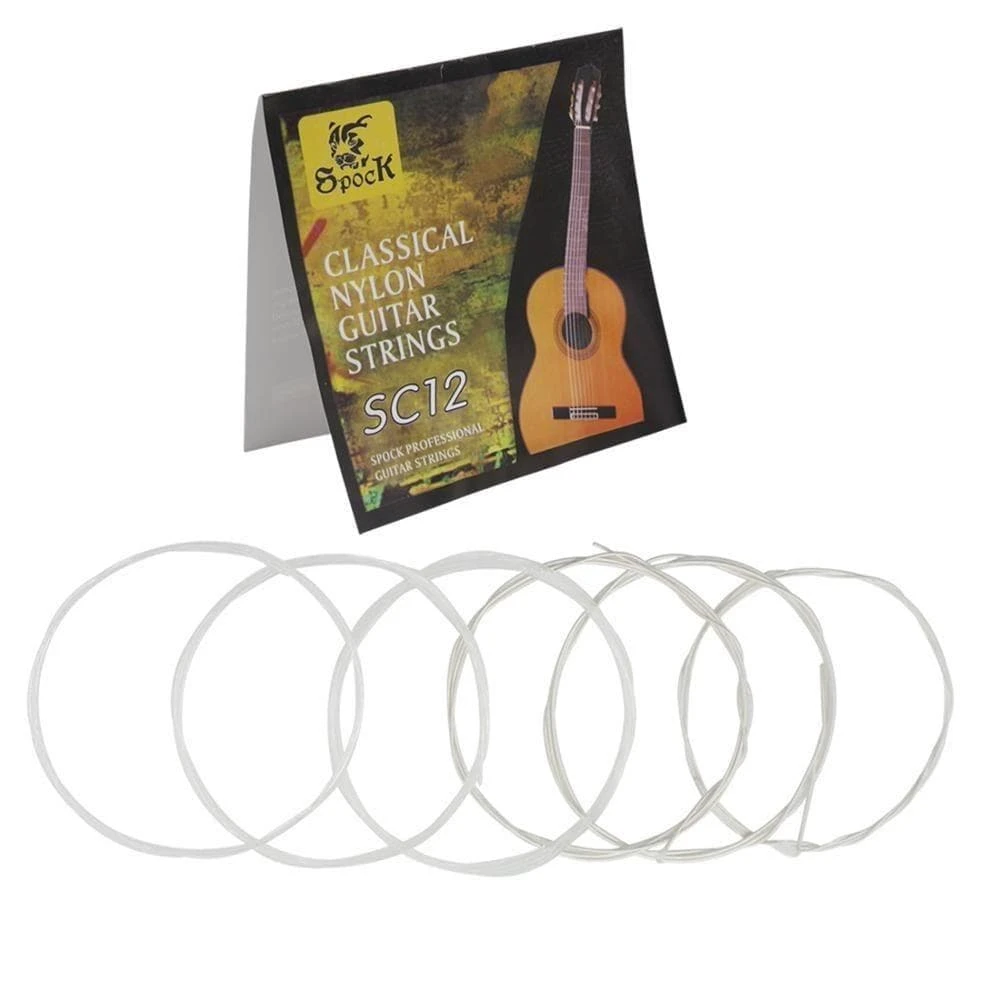 Spock
CLASSICAL
NYLON
GUITAR
STRINGS
SC12
SPOCK PROFESSIONAL
GUITAR STRINGS